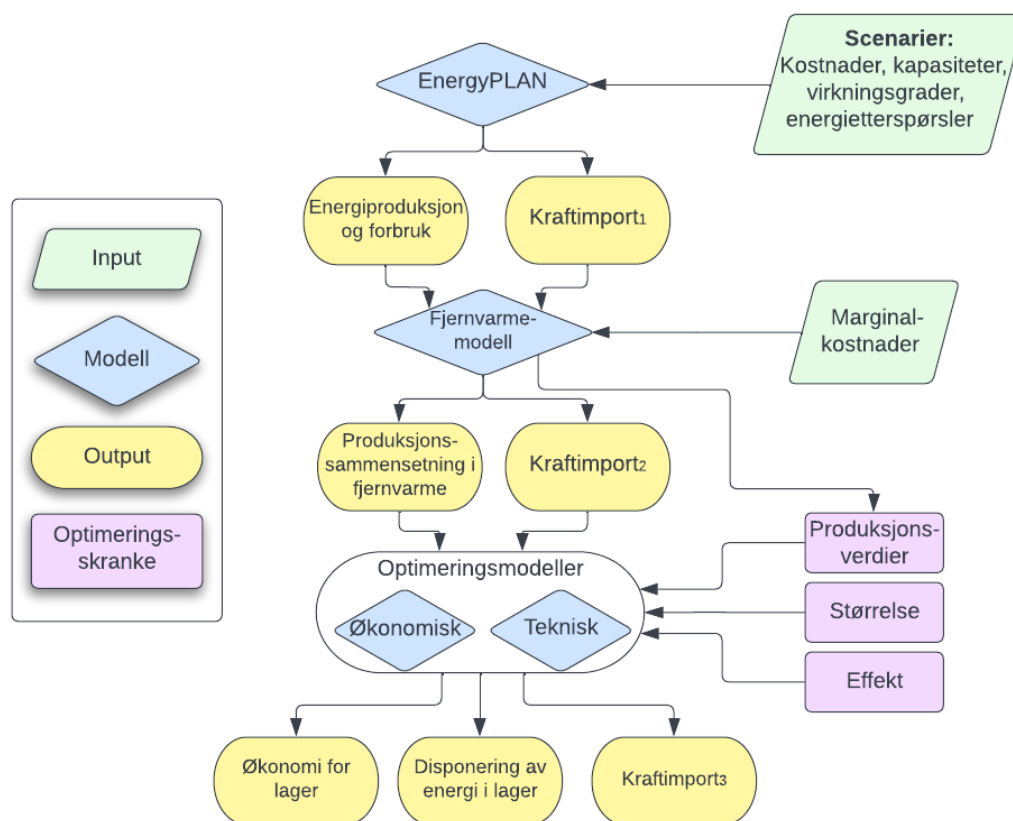 Scenarier:
Kostnader, kapasiteter,
virkningsgrader,
energietterspørsler
EnergyPLAN
Energiproduksjon
og forbruk
Kraftimport1
Input
Modell
Output
Optimerings-
skranke
Fjernvarme-
modell
Marginal-
kostnader
Produksjons-
sammensetning i
fjernvarme
Kraftimport2
Produksjons-
verdier
Størrelse
Effekt
Optimeringsmodeller
Økonomisk
Teknisk
Økonomi for
lager
Disponering av
energi i lager
Kraftimport3